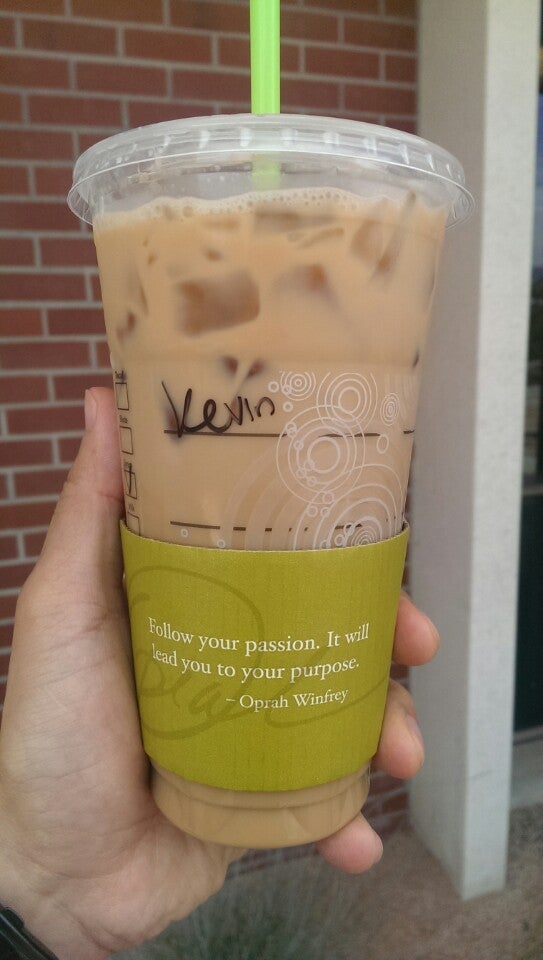 Kevin
Follow your passion. It will
lead you to your purpose.
– Oprah Winfrey